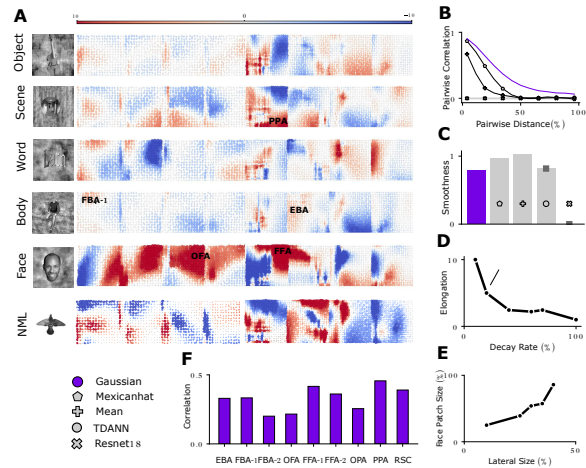 A
10
0
−10
Object
Scene
Word
Body
Face
NML
PPA
FBA-1
EBA
OFA
FFA
B
Pairwise Correlation
1
0
0
50
100
Pairwise Distance(%)
C
Smoothness
1
0
D
Elongation
10
0
0
100
Decay Rate (%)
E
Face Patch Size (%)
100
0
0
50
Lateral Size(%)
F
Correlation
0.5
0.0
EBA FBA-1 FBA-2 OFA FFA-1 FFA-2 OPA PPA RSC
Gaussian
Mexicanhat
Mean
TDANN
Resnet18